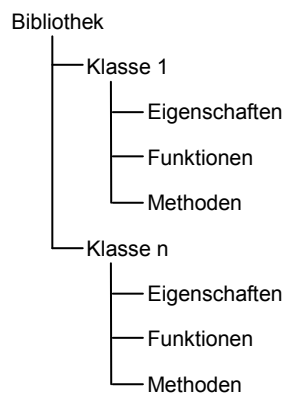 Bibliothek
Klasse 1
Eigenschaften
Funktionen
Methoden
Klasse n
Eigenschaften
Funktionen
Methoden